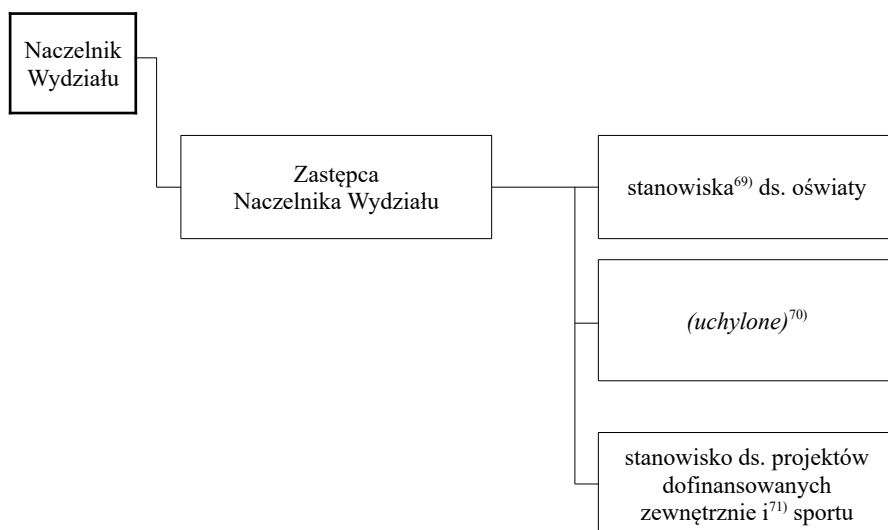 Naczelnik
Wydziału
Zastępca
Naczelnika Wydziału
stanowiska⁶⁹⁾ ds. oświaty
(uchylone)⁷⁰⁾
stanowisko ds. projektów
dofinansowanych
zewnętrznie i⁷¹⁾ sportu